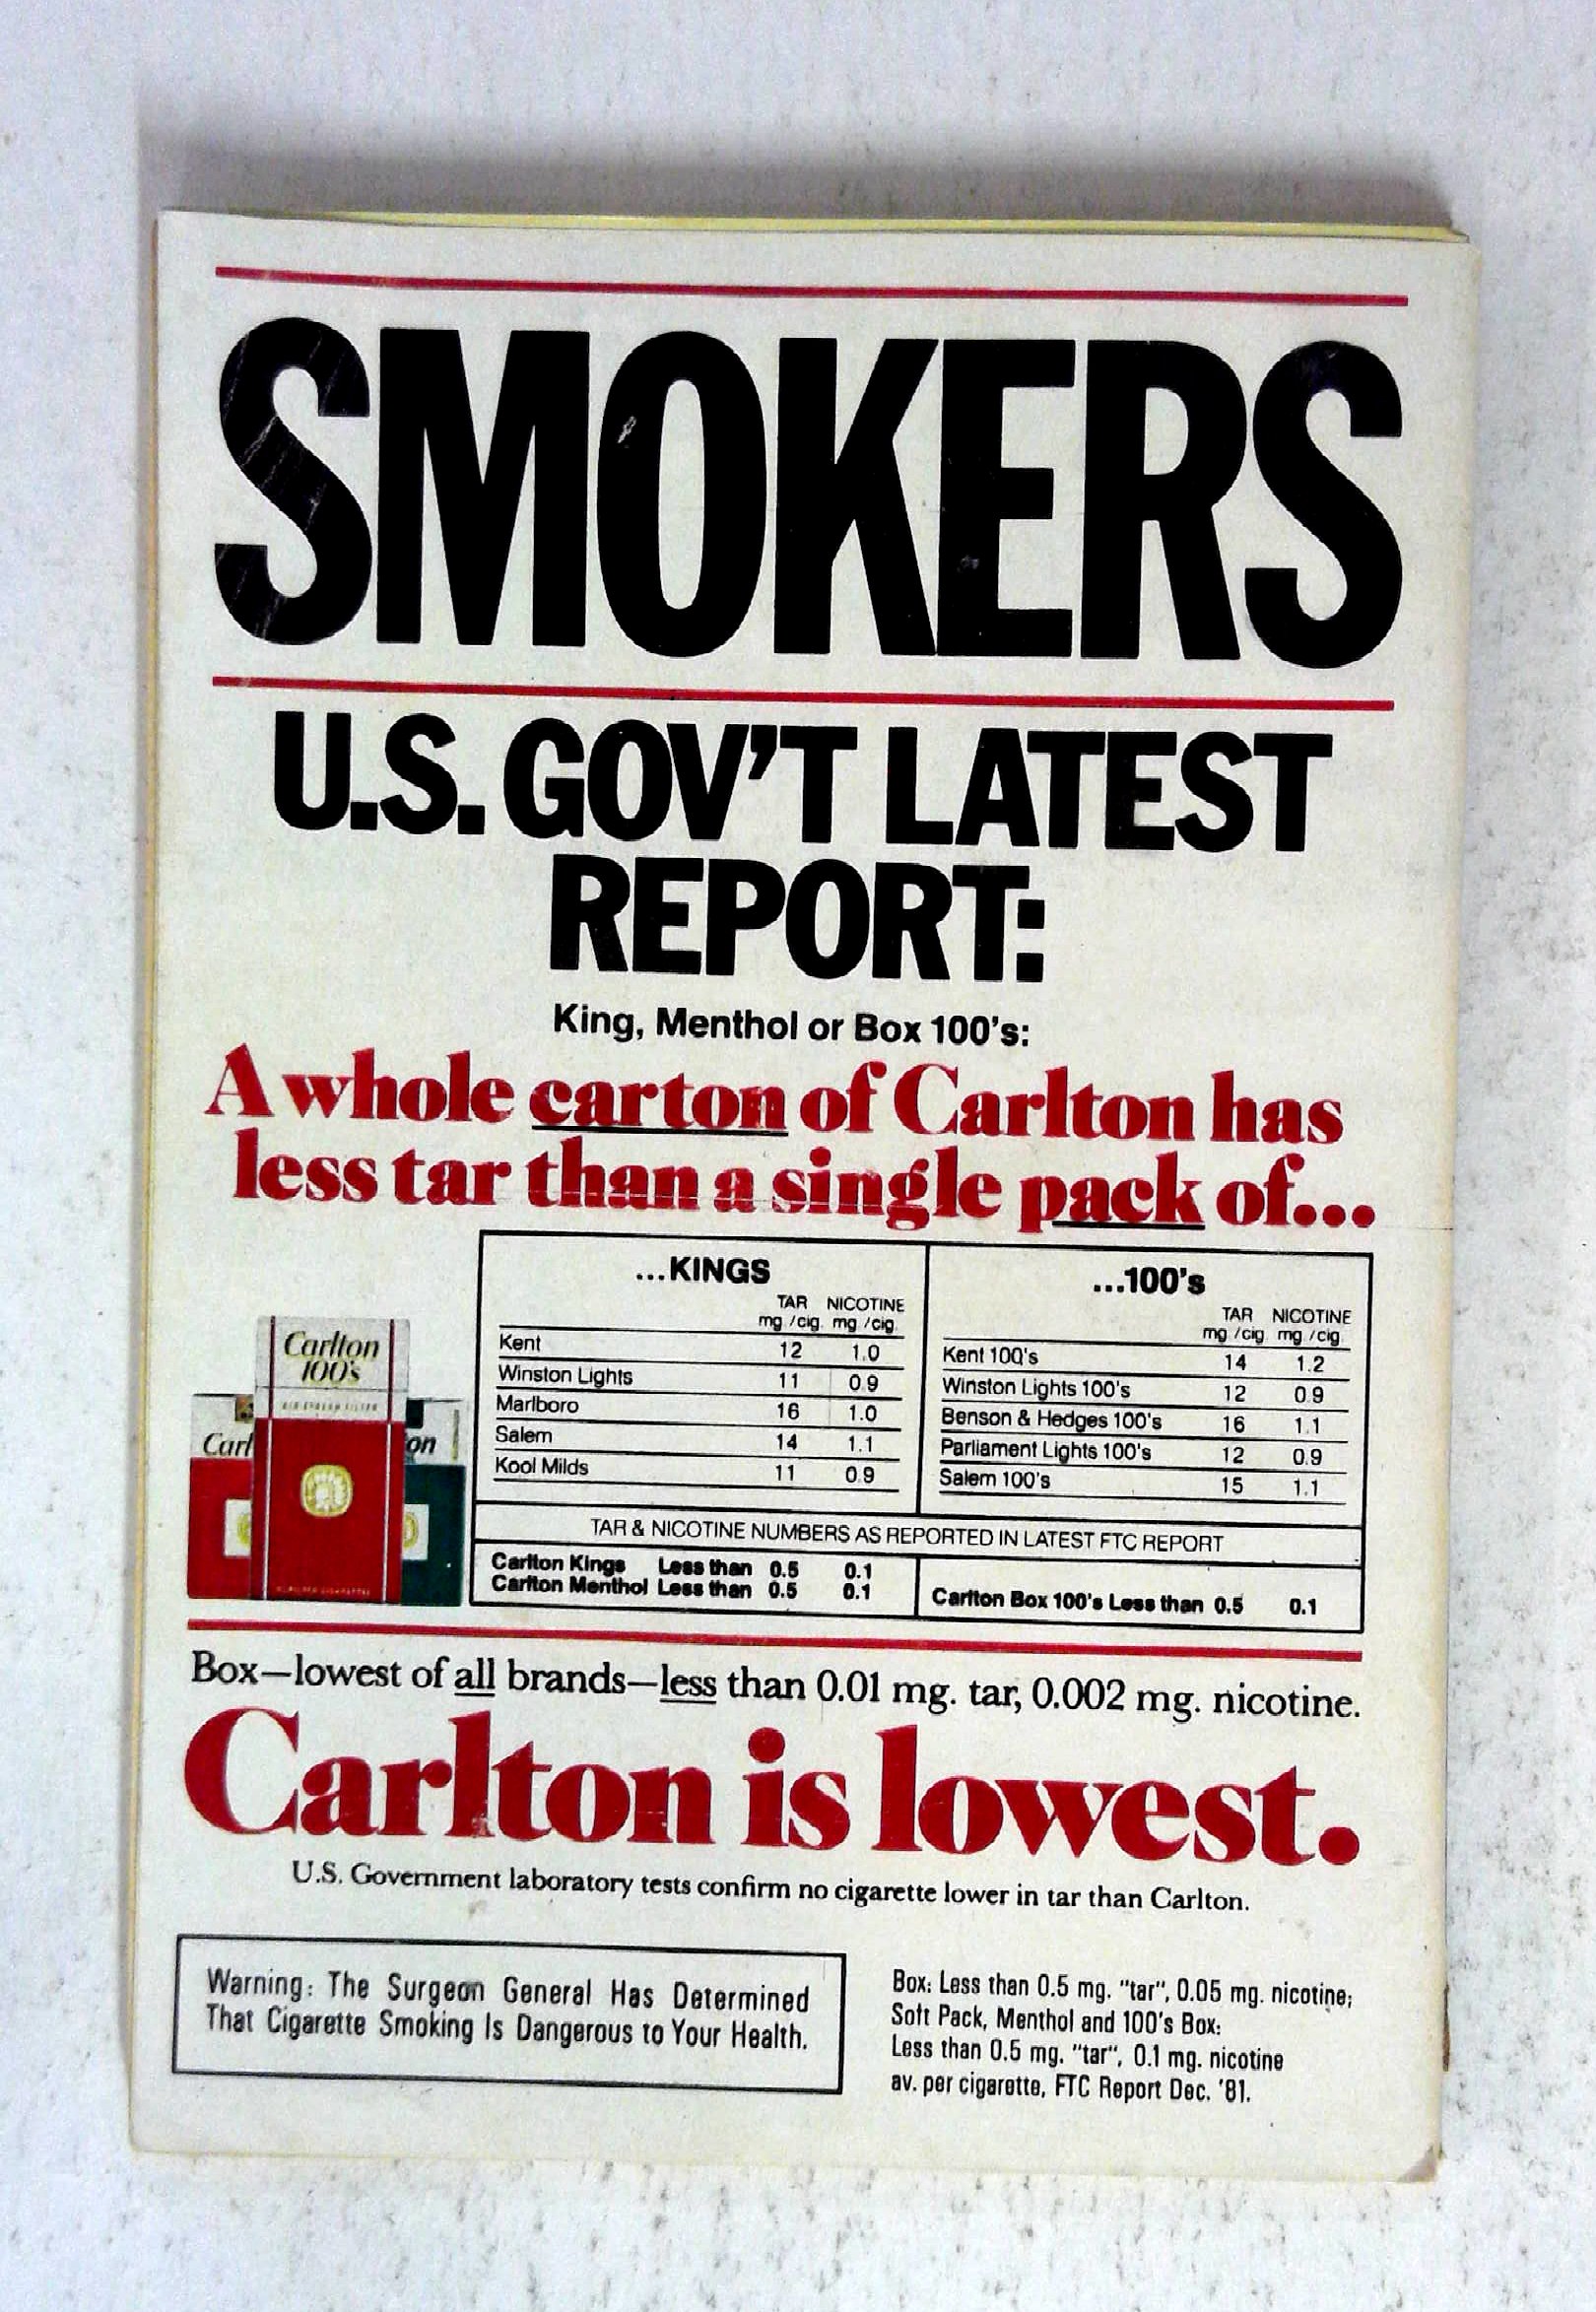 SMOKERS
U.S. GOV'T LATEST
REPORT:
King, Menthol or Box 100's:
A whole carton of Carlton has
less tar than a single pack of...
...KINGS
TAR NICOTINE
mg./cig. mg./cig.
Kent 12 1.0
Winston Lights 11 0.9
Marlboro 16 1.0
Salem 14 1.1
Kool Milds 11 0.9
...100's
TAR NICOTINE
mg./cig. mg./cig.
Kent 100's 14 1.2
Winston Lights 100's 12 0.9
Benson & Hedges 100's 16 1.1
Parliament Lights 100's 12 0.9
Salem 100's 15 1.1
TAR & NICOTINE NUMBERS AS REPORTED IN LATEST FTC REPORT
Carlton Kings Less than 0.5 0.1
Carlton Menthol Less than 0.5 0.1
Carlton Box 100's Less than 0.5 0.1
Carlton
100's
AIR-STREAM FILTER
Carl
on
Box—lowest of all brands—less than 0.01 mg. tar, 0.002 mg. nicotine.
Carlton is lowest.
U.S. Government laboratory tests confirm no cigarette lower in tar than Carlton.
Warning: The Surgeon General Has Determined
That Cigarette Smoking Is Dangerous to Your Health.
Box: Less than 0.5 mg. "tar", 0.05 mg. nicotine;
Soft Pack, Menthol and 100's Box:
Less than 0.5 mg. "tar", 0.1 mg. nicotine
av. per cigarette, FTC Report Dec. '81.